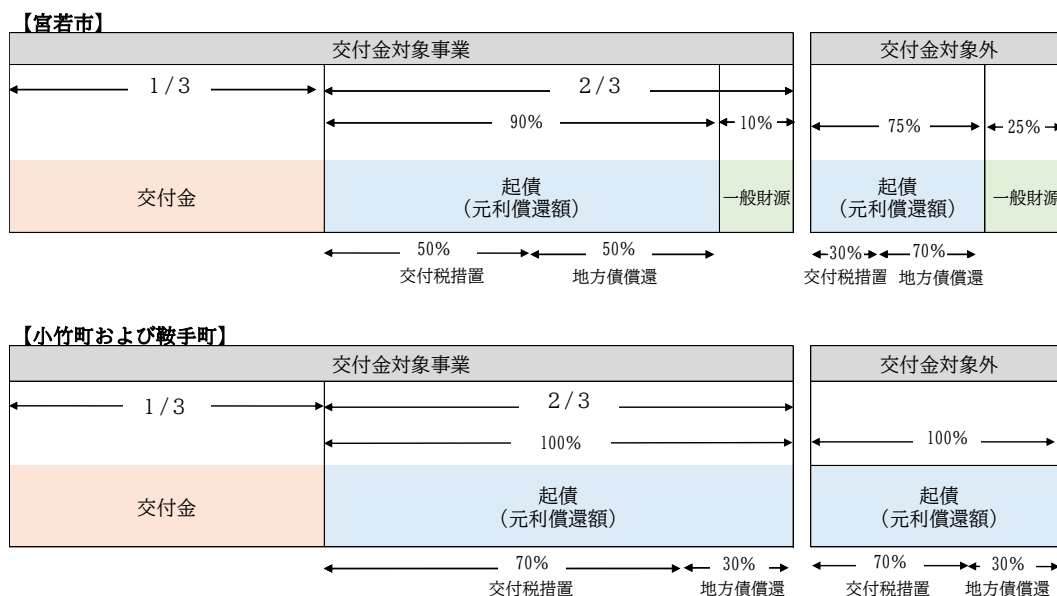 【宮若市】
交付金対象事業
交付金対象外
1/3
2/3
90%
10%
75%
25%
交付金
起債
(元利償還額)
一般財源
起債
(元利償還額)
一般財源
50%
50%
30%
70%
交付税措置
地方債償還
交付税措置
地方債償還
【小竹町および鞍手町】
交付金対象事業
交付金対象外
1/3
2/3
100%
100%
交付金
起債
(元利償還額)
起債
(元利償還額)
70%
30%
70%
30%
交付税措置
地方債償還
交付税措置
地方債償還